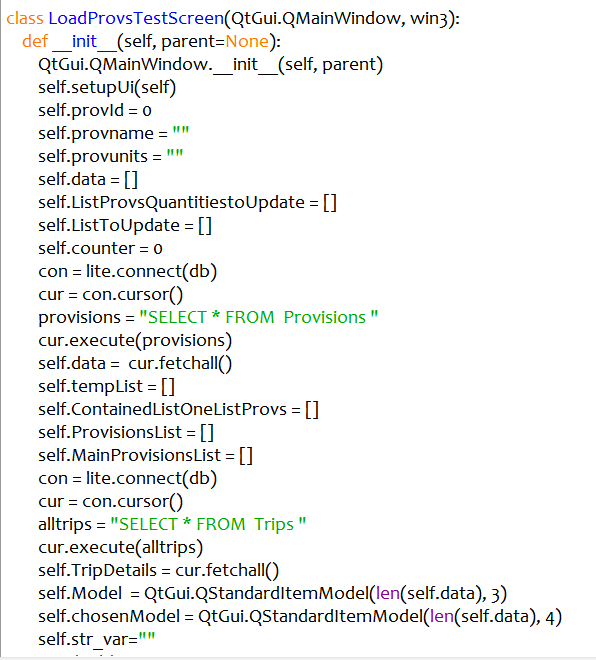 class LoadProvsTestScreen(QtGui.QMainWindow, win3):
def __init__(self, parent=None):
QtGui.QMainWindow.__init__(self, parent)
self.setupUi(self)
self.provId = 0
self.provname = ""
self.provunits = ""
self.data = []
self.ListProvsQuantitiestoUpdate = []
self.ListToUpdate = []
self.counter = 0
con = lite.connect(db)
cur = con.cursor()
provisions = "SELECT * FROM  Provisions "
cur.execute(provisions)
self.data =  cur.fetchall()
self.tempList = []
self.ContainedListOneListProvs = []
self.ProvisionsList = []
self.MainProvisionsList = []
con = lite.connect(db)
cur = con.cursor()
alltrips = "SELECT * FROM  Trips "
cur.execute(alltrips)
self.TripDetails = cur.fetchall()
self.Model  = QtGui.QStandardItemModel(len(self.data), 3)
self.chosenModel = QtGui.QStandardItemModel(len(self.data), 4)
self.str_var=""